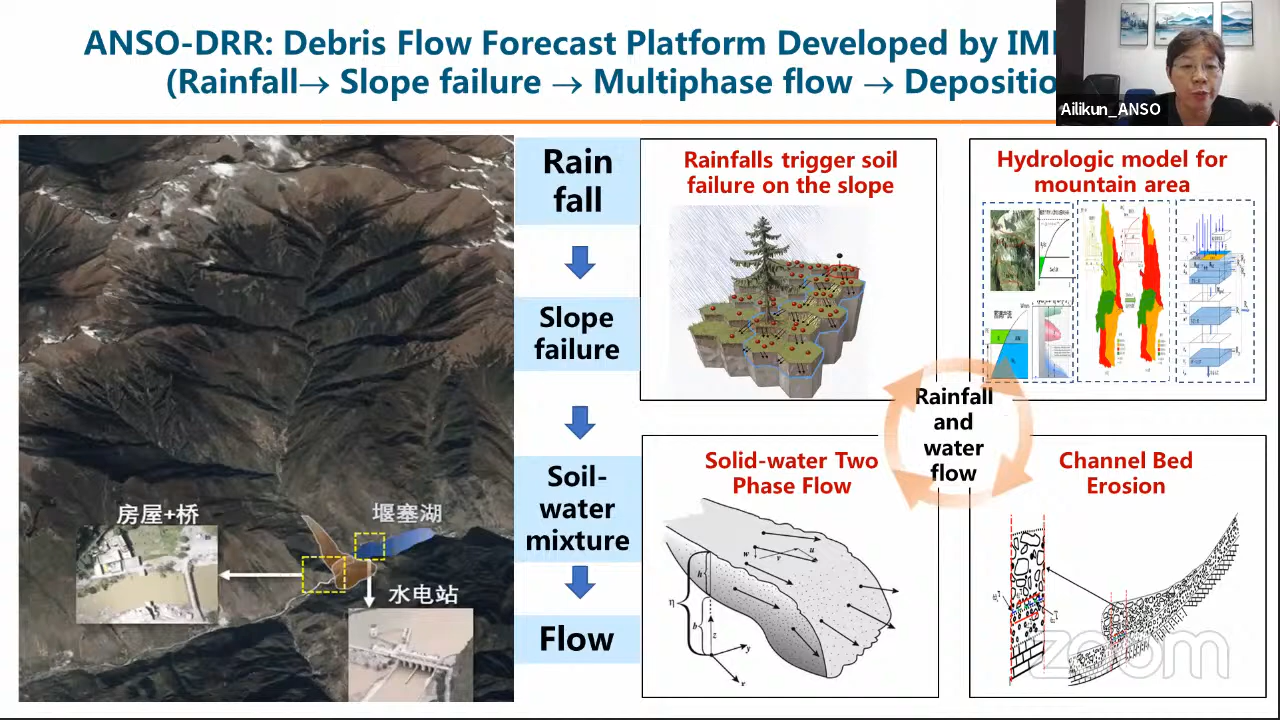 ANSO-DRR: Debris Flow Forecast Platform Developed by
(Rainfall→ Slope failure → Multiphase flow → Depositio
Ailikun_ANSO
Rain
fall
Slope
failure
Soil-
water
mixture
Flow
房屋+桥
堰塞湖
水电站
Rainfalls trigger soil
failure on the slope
Hydrologic model for
mountain area
Rainfall
and
water
flow
Solid-water Two
Phase Flow
w
u
v
h
η
b
z
y
x
Channel Bed
Erosion
zoom